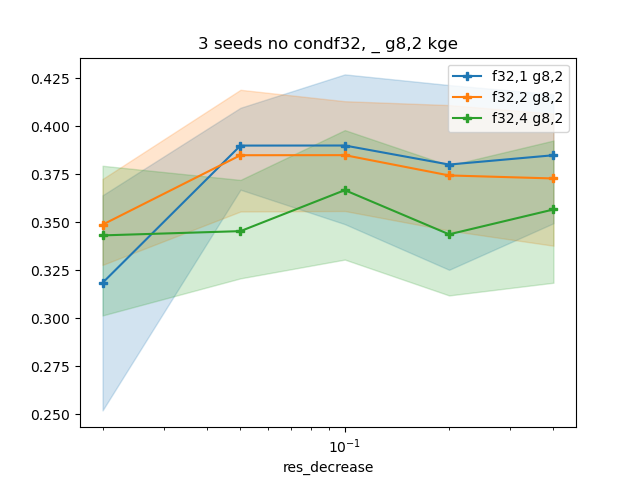 3 seeds no condf32, _ g8,2 kge
f32,1 g8,2
f32,2 g8,2
f32,4 g8,2
0.425
0.400
0.375
0.350
0.325
0.300
0.275
0.250
10⁻¹
res_decrease